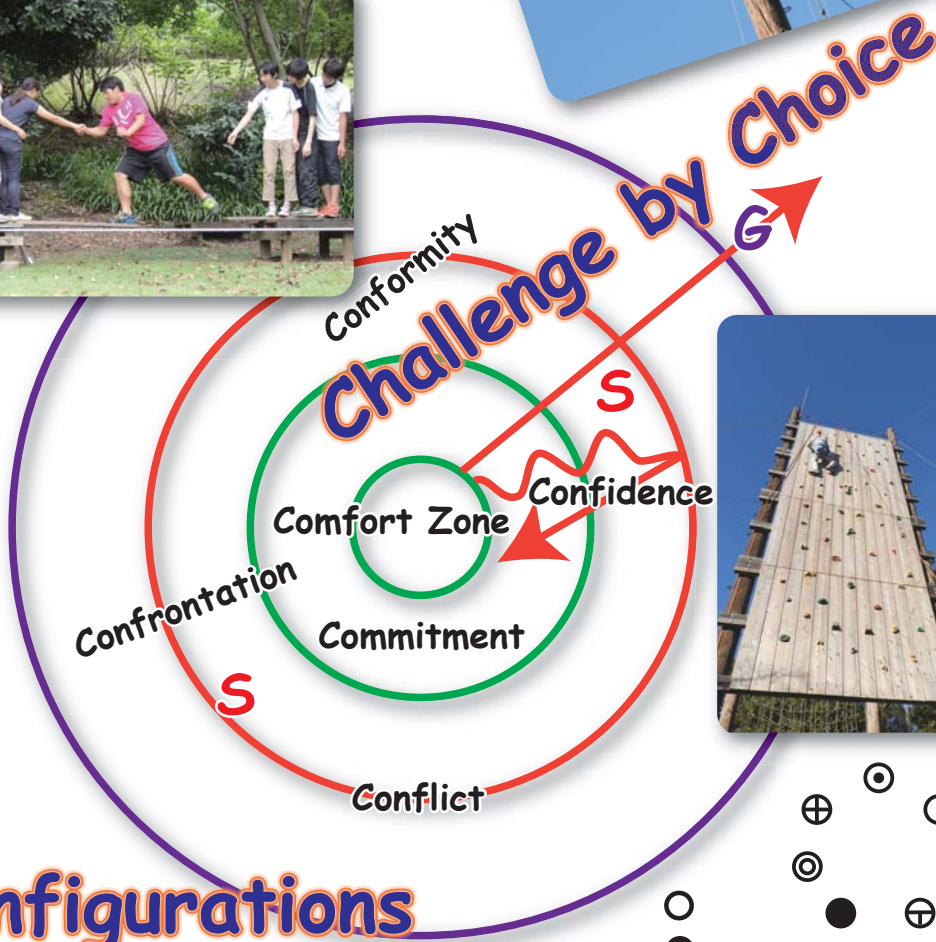 Challenge by Choice
G
Conformity
S
Confidence
Comfort Zone
Confrontation
Commitment
S
Conflict
nfigurations